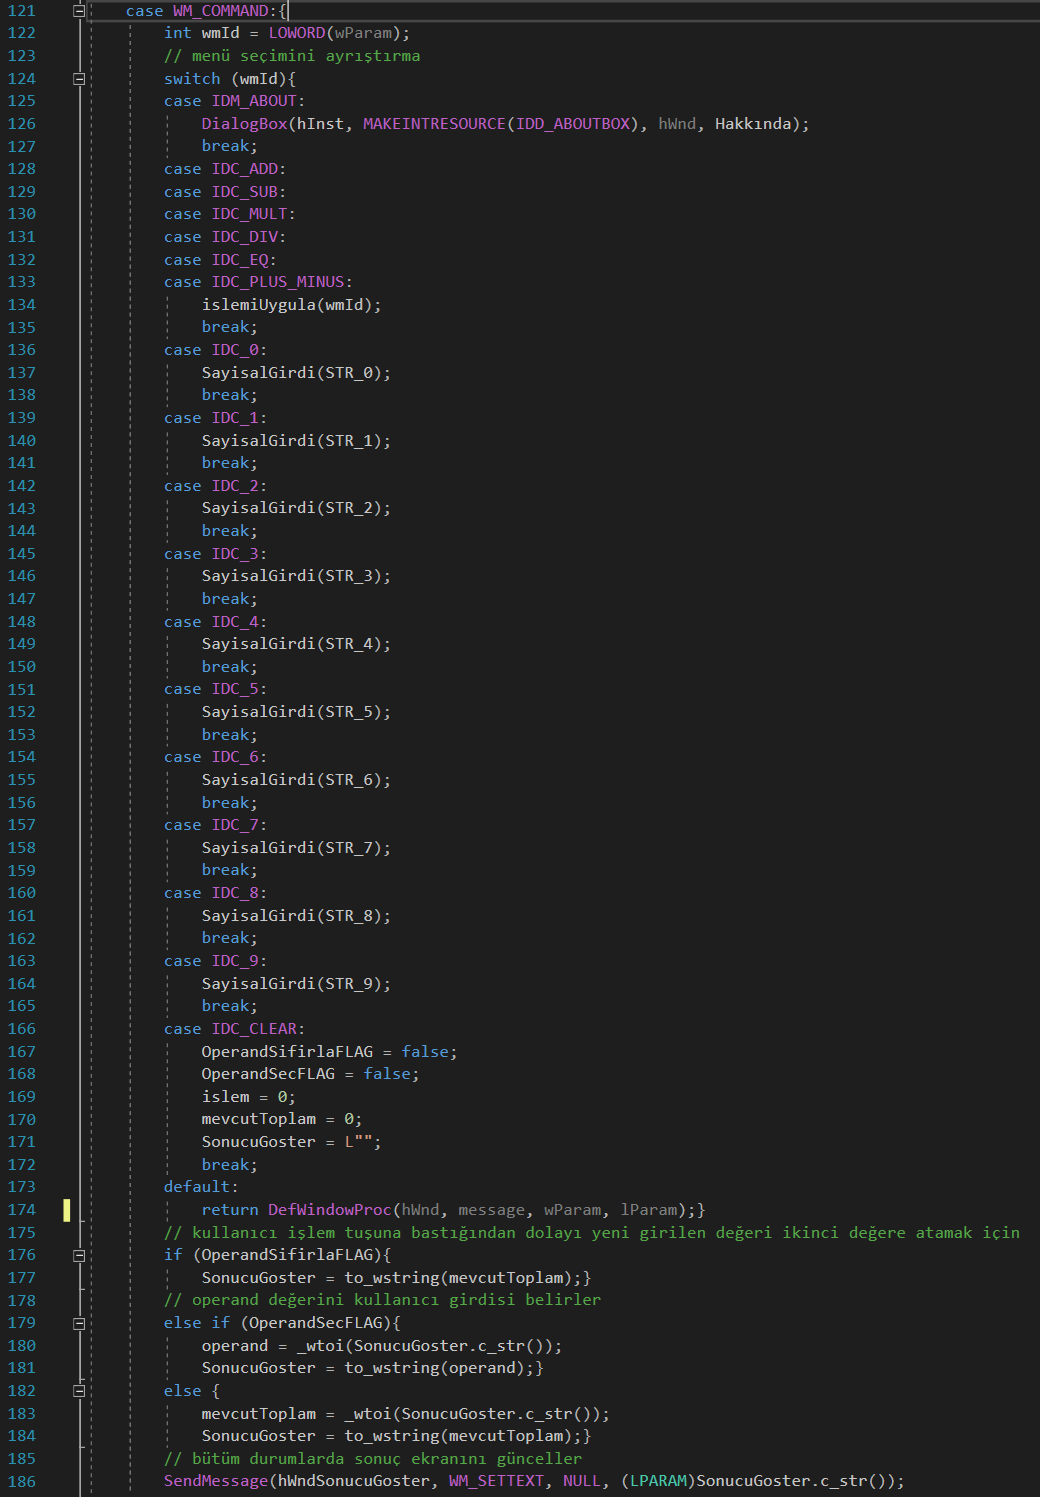 121 case WM_COMMAND:{
122 int wmId = LOWORD(wParam);
123 // menü seçimini ayrıştırma
124 switch (wmId){
125 case IDM_ABOUT:
126 DialogBox(hInst, MAKEINTRESOURCE(IDD_ABOUTBOX), hWnd, Hakkında);
127 break;
128 case IDC_ADD:
129 case IDC_SUB:
130 case IDC_MULT:
131 case IDC_DIV:
132 case IDC_EQ:
133 case IDC_PLUS_MINUS:
134 islemiUygula(wmId);
135 break;
136 case IDC_0:
137 SayisalGirdi(STR_0);
138 break;
139 case IDC_1:
140 SayisalGirdi(STR_1);
141 break;
142 case IDC_2:
143 SayisalGirdi(STR_2);
144 break;
145 case IDC_3:
146 SayisalGirdi(STR_3);
147 break;
148 case IDC_4:
149 SayisalGirdi(STR_4);
150 break;
151 case IDC_5:
152 SayisalGirdi(STR_5);
153 break;
154 case IDC_6:
155 SayisalGirdi(STR_6);
156 break;
157 case IDC_7:
158 SayisalGirdi(STR_7);
159 break;
160 case IDC_8:
161 SayisalGirdi(STR_8);
162 break;
163 case IDC_9:
164 SayisalGirdi(STR_9);
165 break;
166 case IDC_CLEAR:
167 OperandSifirlaFLAG = false;
168 OperandSecFLAG = false;
169 islem = 0;
170 mevcutToplam = 0;
171 SonucuGoster = L"";
172 break;
173 default:
174 return DefWindowProc(hWnd, message, wParam, lParam);}
175 // kullanıcı işlem tuşuna bastığından dolayı yeni girilen değeri ikinci değere atamak için
176 if (OperandSifirlaFLAG){
177 SonucuGoster = to_wstring(mevcutToplam);}
178 // operand değerini kullanıcı girdisi belirler
179 else if (OperandSecFLAG){
180 operand = _wtoi(SonucuGoster.c_str());
181 SonucuGoster = to_wstring(operand);}
182 else {
183 mevcutToplam = _wtoi(SonucuGoster.c_str());
184 SonucuGoster = to_wstring(mevcutToplam);}
185 // bütüm durumlarda sonuç ekranını günceller
186 SendMessage(hWndSonucuGoster, WM_SETTEXT, NULL, (LPARAM)SonucuGoster.c_str());